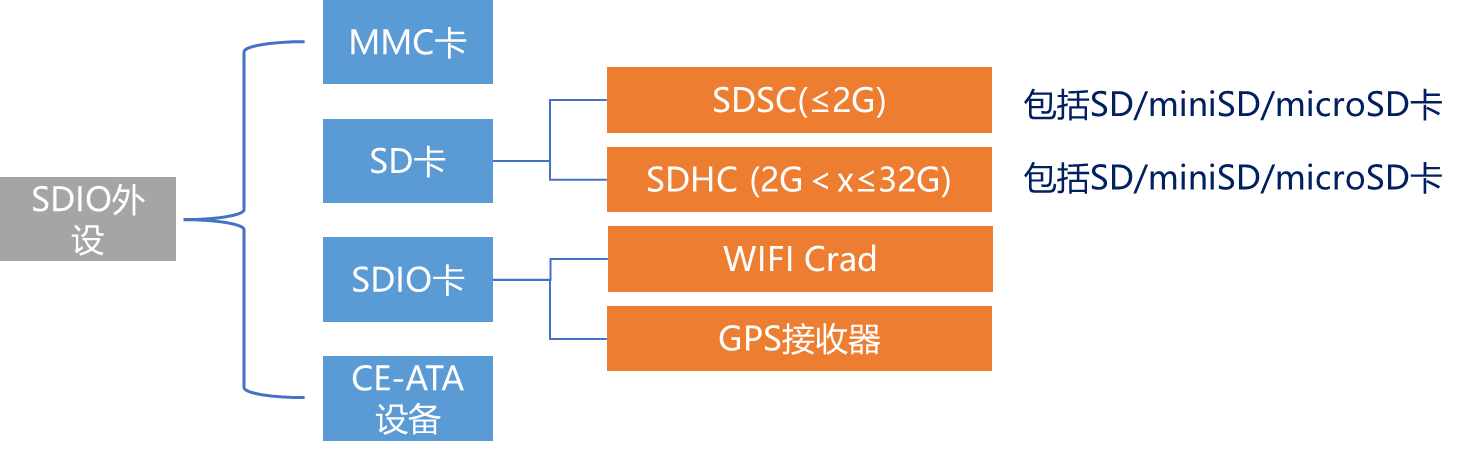 MMC卡
SDSC(≤2G)
包括SD/miniSD/microSD卡
SD卡
SDHC (2G<x≤32G)
包括SD/miniSD/microSD卡
SDIO外
设
SDIO卡
WIFI Crad
GPS接收器
CE-ATA
设备